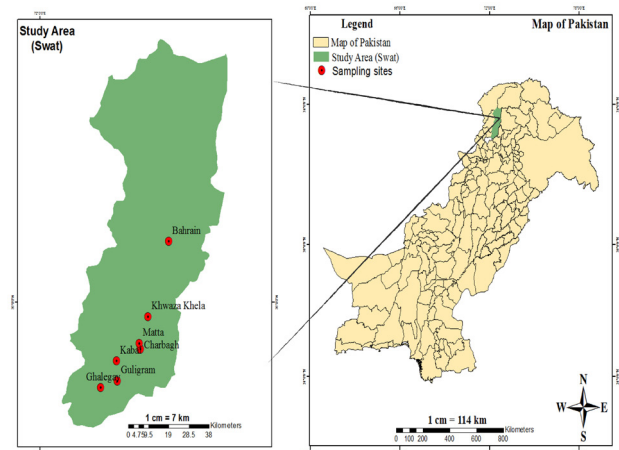 Study Area
(Swat)
Bahrain
Khwaza Khela
Matta
Charbagh
Kabal
Guligram
Ghalegay
1 cm = 7 km
0 4.75 9.5 19 28.5 38
Kilometers
Legend
Map of Pakistan
Study Area (Swat)
Sampling sites
Map of Pakistan
N
W E
S
1 cm = 114 km
0 100 200 400 600 800
Kilometers